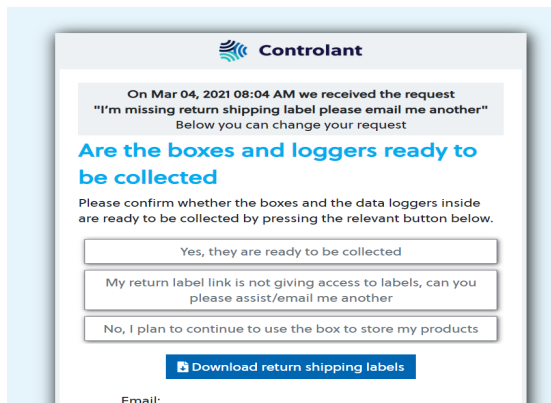 Controlant
On Mar 04, 2021 08:04 AM we received the request
"I'm missing return shipping label please email me another"
Below you can change your request
Are the boxes and loggers ready to
be collected
Please confirm whether the boxes and the data loggers inside
are ready to be collected by pressing the relevant button below.
Yes, they are ready to be collected
My return label link is not giving access to labels, can you
please assist/email me another
No, I plan to continue to use the box to store my products
Download return shipping labels
Email: